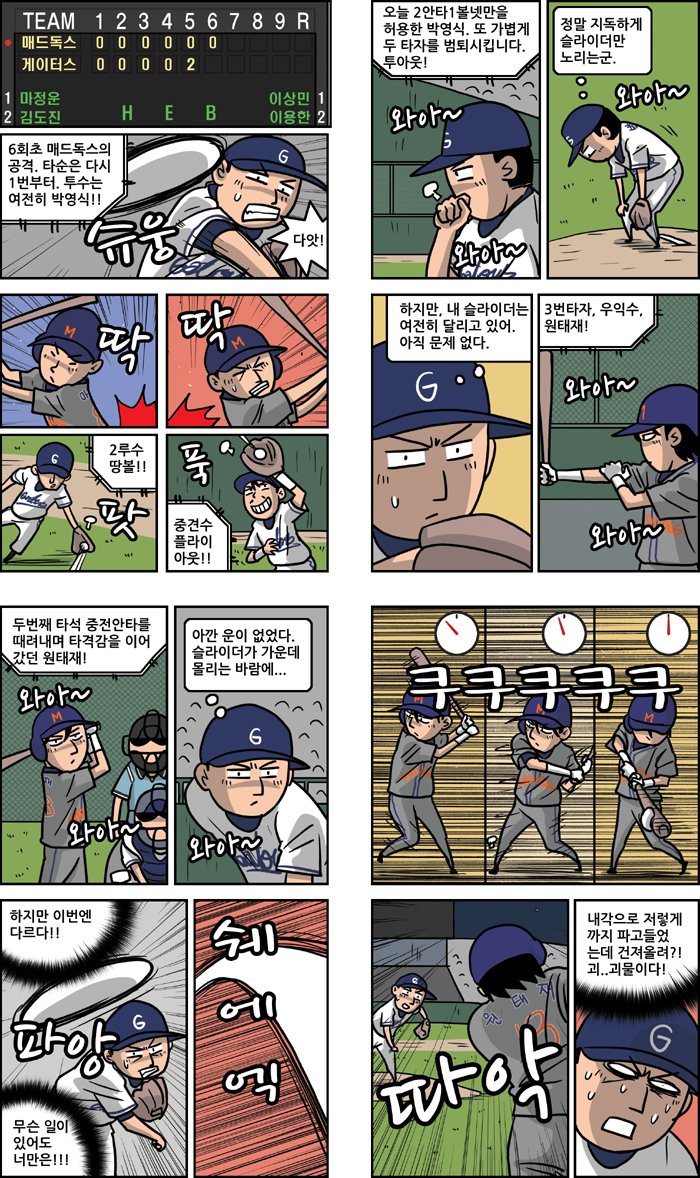 TEAM 1 2 3 4 5 6 7 8 9 R
매드독스 0 0 0 0 0 0
게이터스 0 0 0 0 2
1 마정운 이상민 1
2 김도진 H E B 이용한 2
6회초 매드독스의
공격. 타순은 다시
1번부터. 투수는
여전히 박영식!!
G
슈웅
다앗!
딱
M
딱
M
2루수
땅볼!!
G
팟
푹
G
중견수
플라이
아웃!!
오늘 2안타1볼넷만을
허용한 박영식. 또 가볍게
두 타자를 범퇴시킵니다.
투아웃!
와아~
G
와아~
정말 지독하게
슬라이더만
노리는군.
와아~
G
하지만, 내 슬라이더는
여전히 달리고 있어.
아직 문제 없다.
G
3번타자, 우익수,
원태재!
와아~
와아~
두번째 타석 중전안타를
때려내며 타격감을 이어
갔던 원태재!
와아~
M
와아~
아깐 운이 없었다.
슬라이더가 가운데
몰리는 바람에...
G
와아~
하지만 이번엔
다르다!!
G
파앙
무슨 일이
있어도
너만은!!!
쉐
에
엑
쿠쿠쿠쿠쿠
M
M
M
원태재
3
따악
내각으로 저렇게
까지 파고들었
는데 건져올려?!
괴..괴물이다!
G